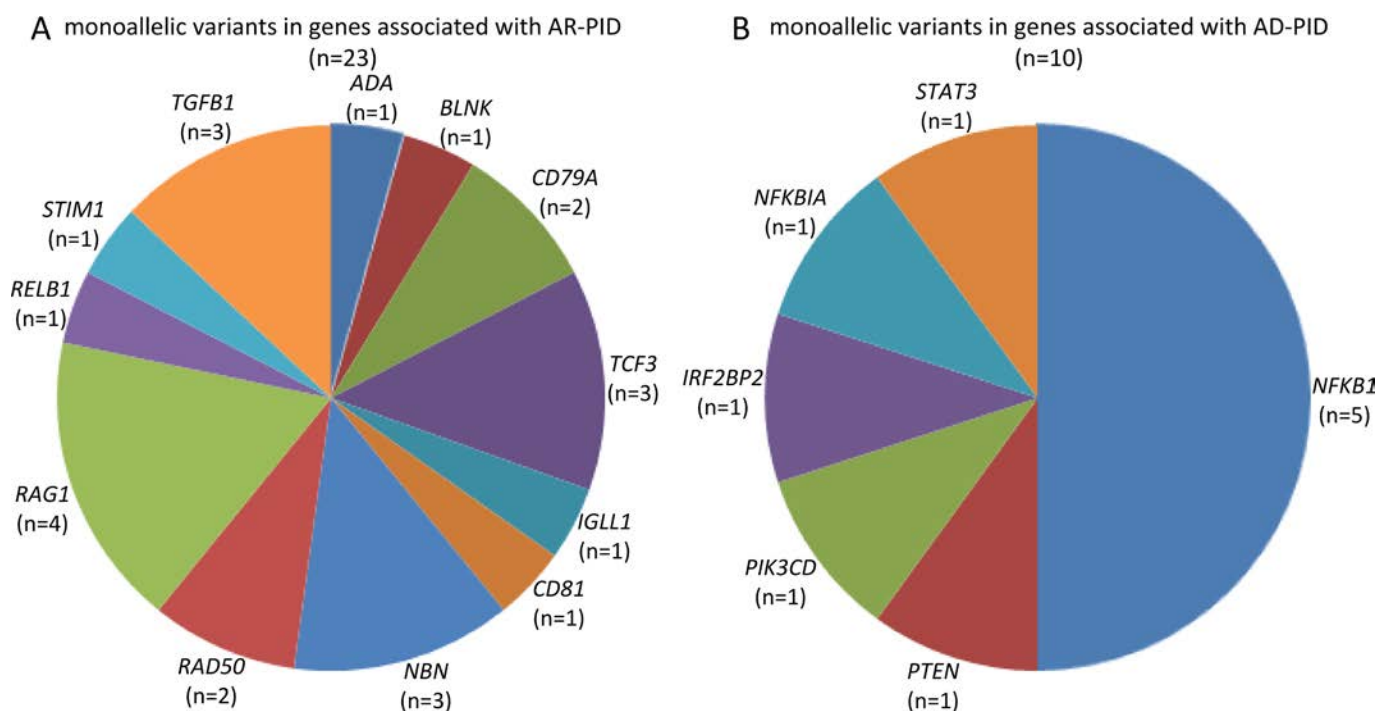 A monoallelic variants in genes associated with AR-PID
(n=23)
ADA
(n=1)
BLNK
(n=1)
CD79A
(n=2)
TCF3
(n=3)
IGLL1
(n=1)
CD81
(n=1)
NBN
(n=3)
RAD50
(n=2)
RAG1
(n=4)
RELB1
(n=1)
STIM1
(n=1)
TGFB1
(n=3)
B monoallelic variants in genes associated with AD-PID
(n=10)
NFKB1
(n=5)
PTEN
(n=1)
PIK3CD
(n=1)
IRF2BP2
(n=1)
NFKBIA
(n=1)
STAT3
(n=1)